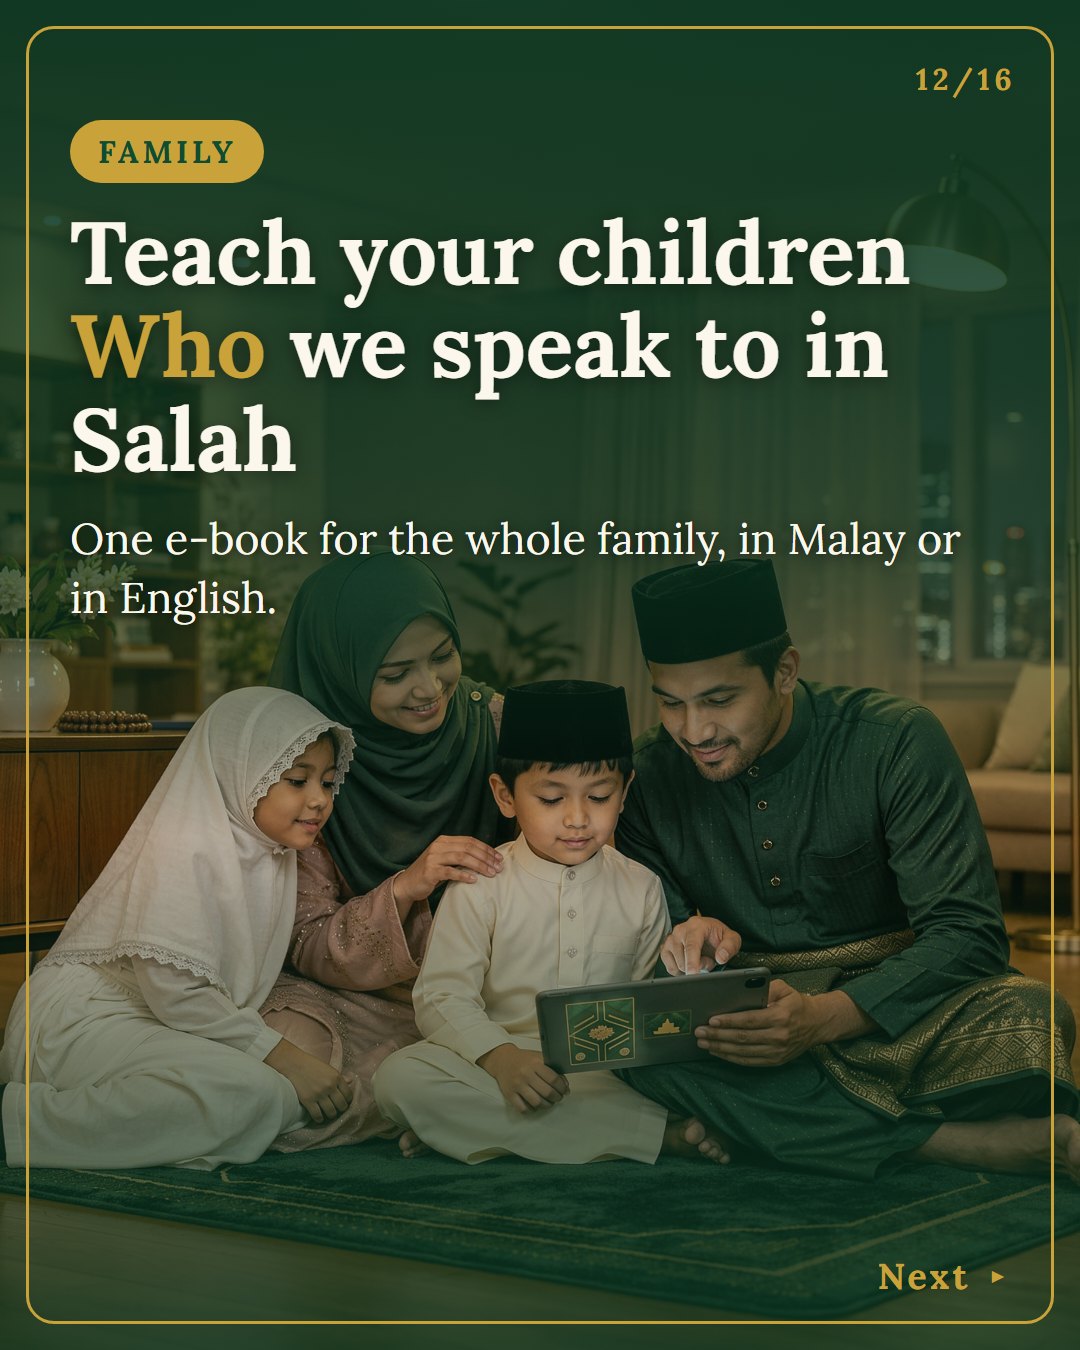 12/16
FAMILY
Teach your children
Who we speak to in
Salah
One e-book for the whole family, in Malay or
in English.
Next ▸